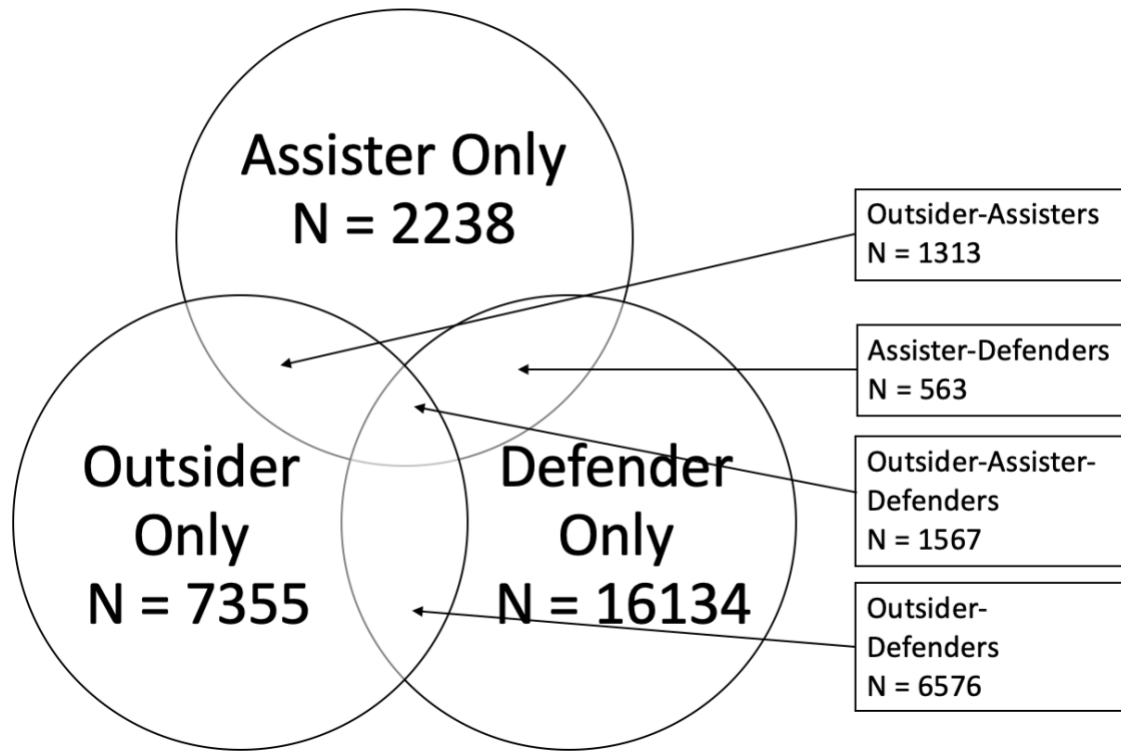 Assister Only
N = 2238
Outsider
Only
N = 7355
Defender
Only
N = 16134
Outsider-Assisters
N = 1313
Assister-Defenders
N = 563
Outsider-Assister-
Defenders
N = 1567
Outsider-
Defenders
N = 6576